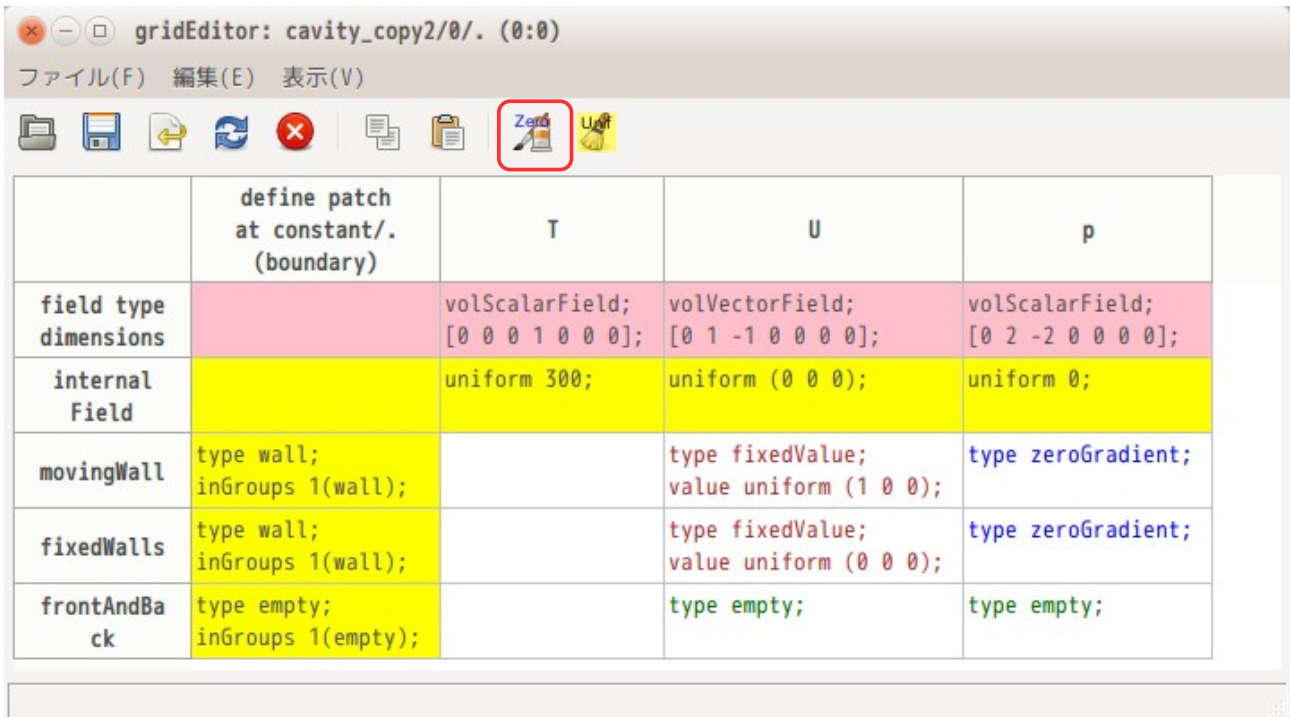 gridEditor: cavity_copy2/0/. (0:0)
ファイル(F) 編集(E) 表示(V)
Zero Unif
define patch
at constant/.
(boundary)
T
U
p
field type
dimensions
volScalarField;
[0 0 0 1 0 0 0];
volVectorField;
[0 1 -1 0 0 0 0];
volScalarField;
[0 2 -2 0 0 0 0];
internal
Field
uniform 300;
uniform (0 0 0);
uniform 0;
movingWall
type wall;
inGroups 1(wall);
type fixedValue;
value uniform (1 0 0);
type zeroGradient;
fixedWalls
type wall;
inGroups 1(wall);
type fixedValue;
value uniform (0 0 0);
type zeroGradient;
frontAndBa
ck
type empty;
inGroups 1(empty);
type empty;
type empty;